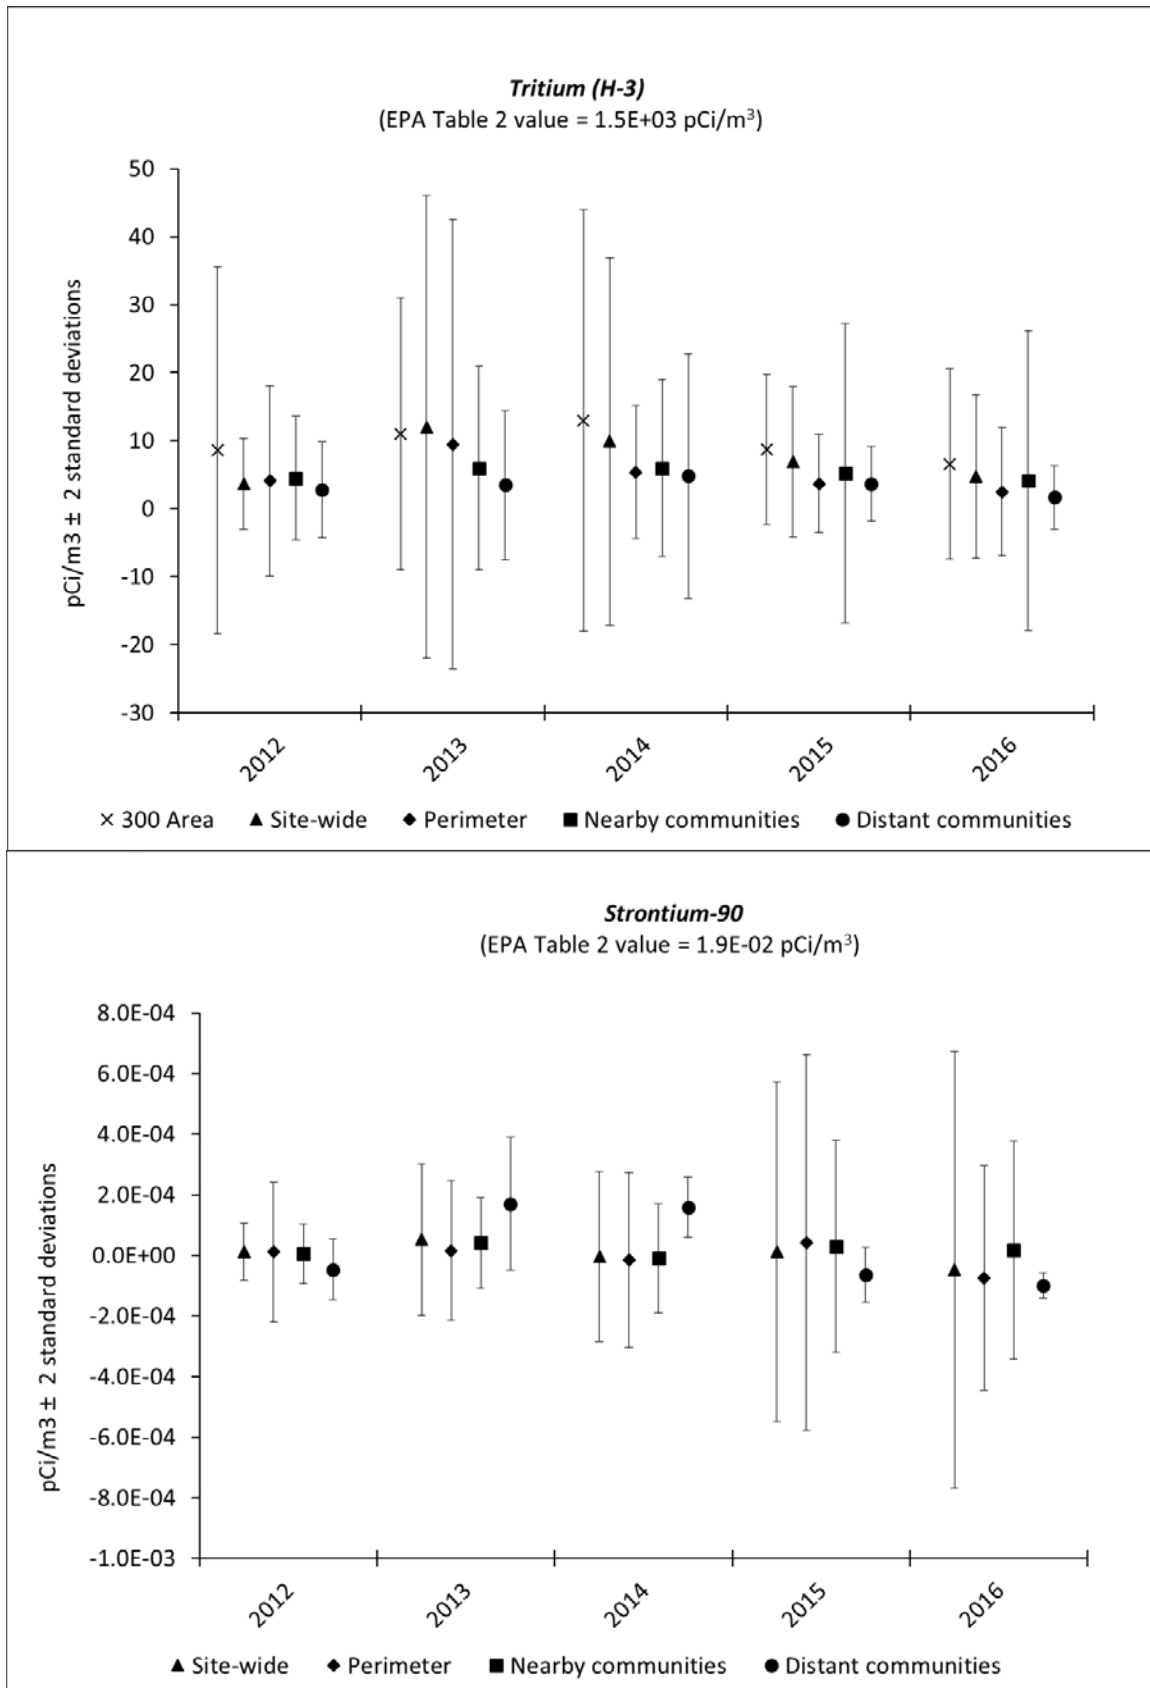 Tritium (H-3)
(EPA Table 2 value = 1.5E+03 pCi/m³)
pCi/m3 ± 2 standard deviations
50
40
30
20
10
0
-10
-20
-30
2012
2013
2014
2015
2016
300 Area
Site-wide
Perimeter
Nearby communities
Distant communities
Strontium-90
(EPA Table 2 value = 1.9E-02 pCi/m³)
pCi/m3 ± 2 standard deviations
8.0E-04
6.0E-04
4.0E-04
2.0E-04
0.0E+00
-2.0E-04
-4.0E-04
-6.0E-04
-8.0E-04
-1.0E-03
2012
2013
2014
2015
2016
Site-wide
Perimeter
Nearby communities
Distant communities